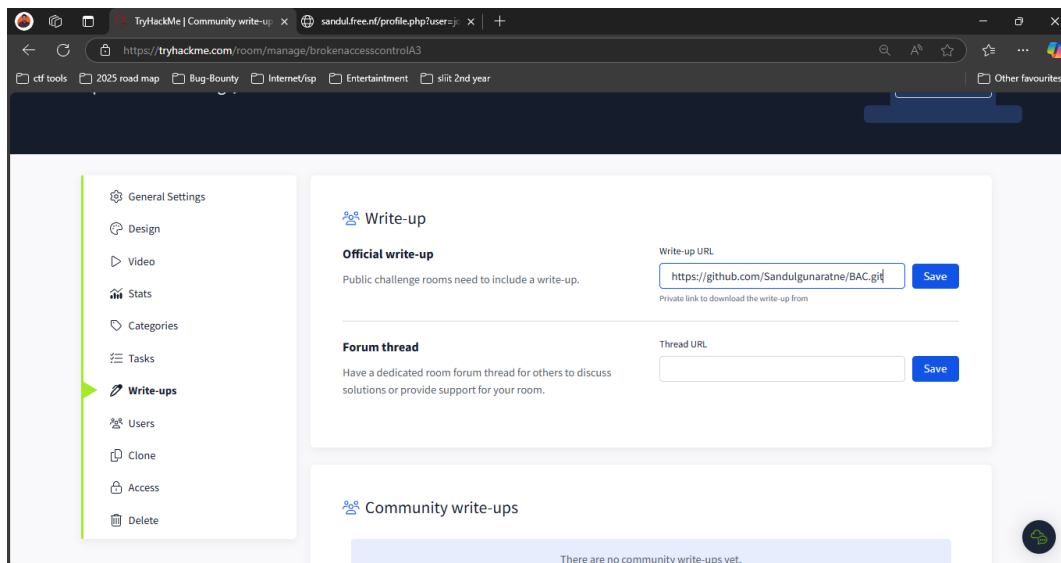 TryHackMe | Community write-up
sandul.free.nf/profile.php?user=jo
https://tryhackme.com/room/manage/brokenaccesscontrolA3
ctf tools
2025 road map
Bug-Bounty
Internet/isp
Entertaintment
sliit 2nd year
Other favourites
General Settings
Design
Video
Stats
Categories
Tasks
Write-ups
Users
Clone
Access
Delete
Write-up
Official write-up
Public challenge rooms need to include a write-up.
Write-up URL
https://github.com/Sandulgunaratne/BAC.git
Save
Private link to download the write-up from
Forum thread
Have a dedicated room forum thread for others to discuss
solutions or provide support for your room.
Thread URL
Save
Community write-ups
There are no community write-ups yet.